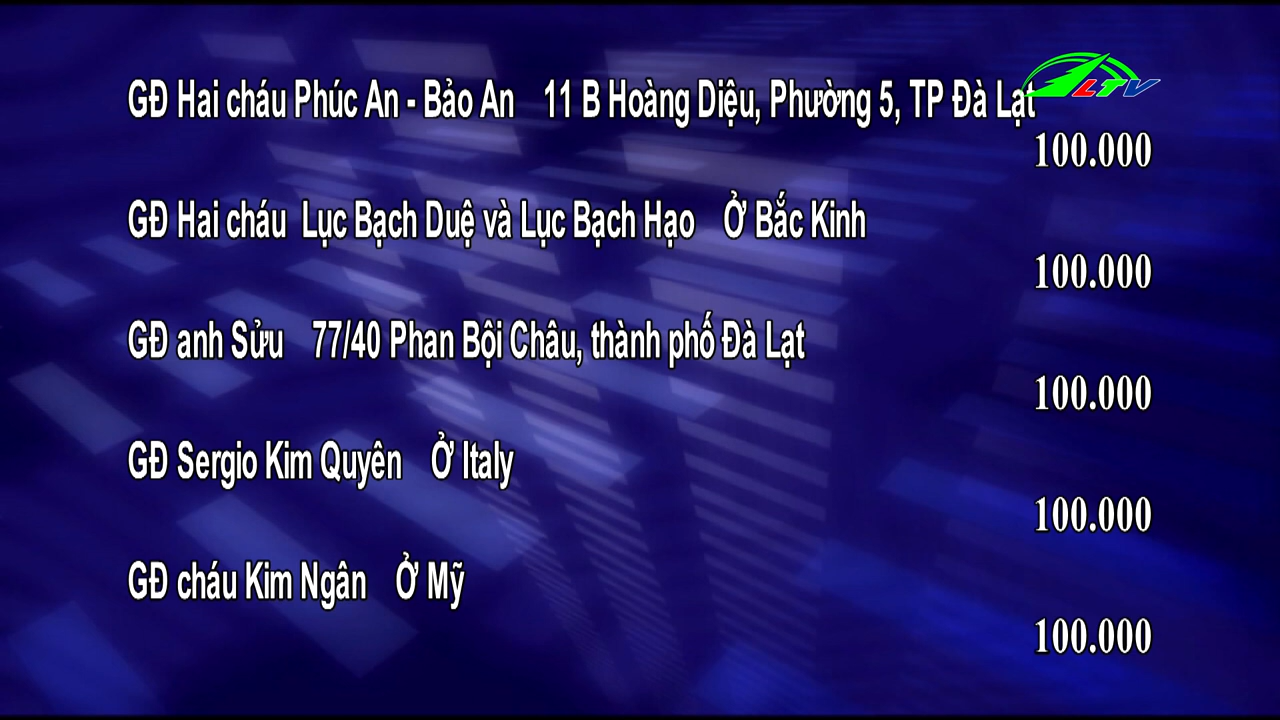 GĐ Hai cháu Phúc An - Bảo An 11 B Hoàng Diệu, Phường 5, TP Đà Lạt
LTV
100.000
GĐ Hai cháu Lục Bạch Duệ và Lục Bạch Hạo Ở Bắc Kinh
100.000
GĐ anh Sửu 77/40 Phan Bội Châu, thành phố Đà Lạt
100.000
GĐ Sergio Kim Quyên Ở Italy
100.000
GĐ cháu Kim Ngân Ở Mỹ
100.000